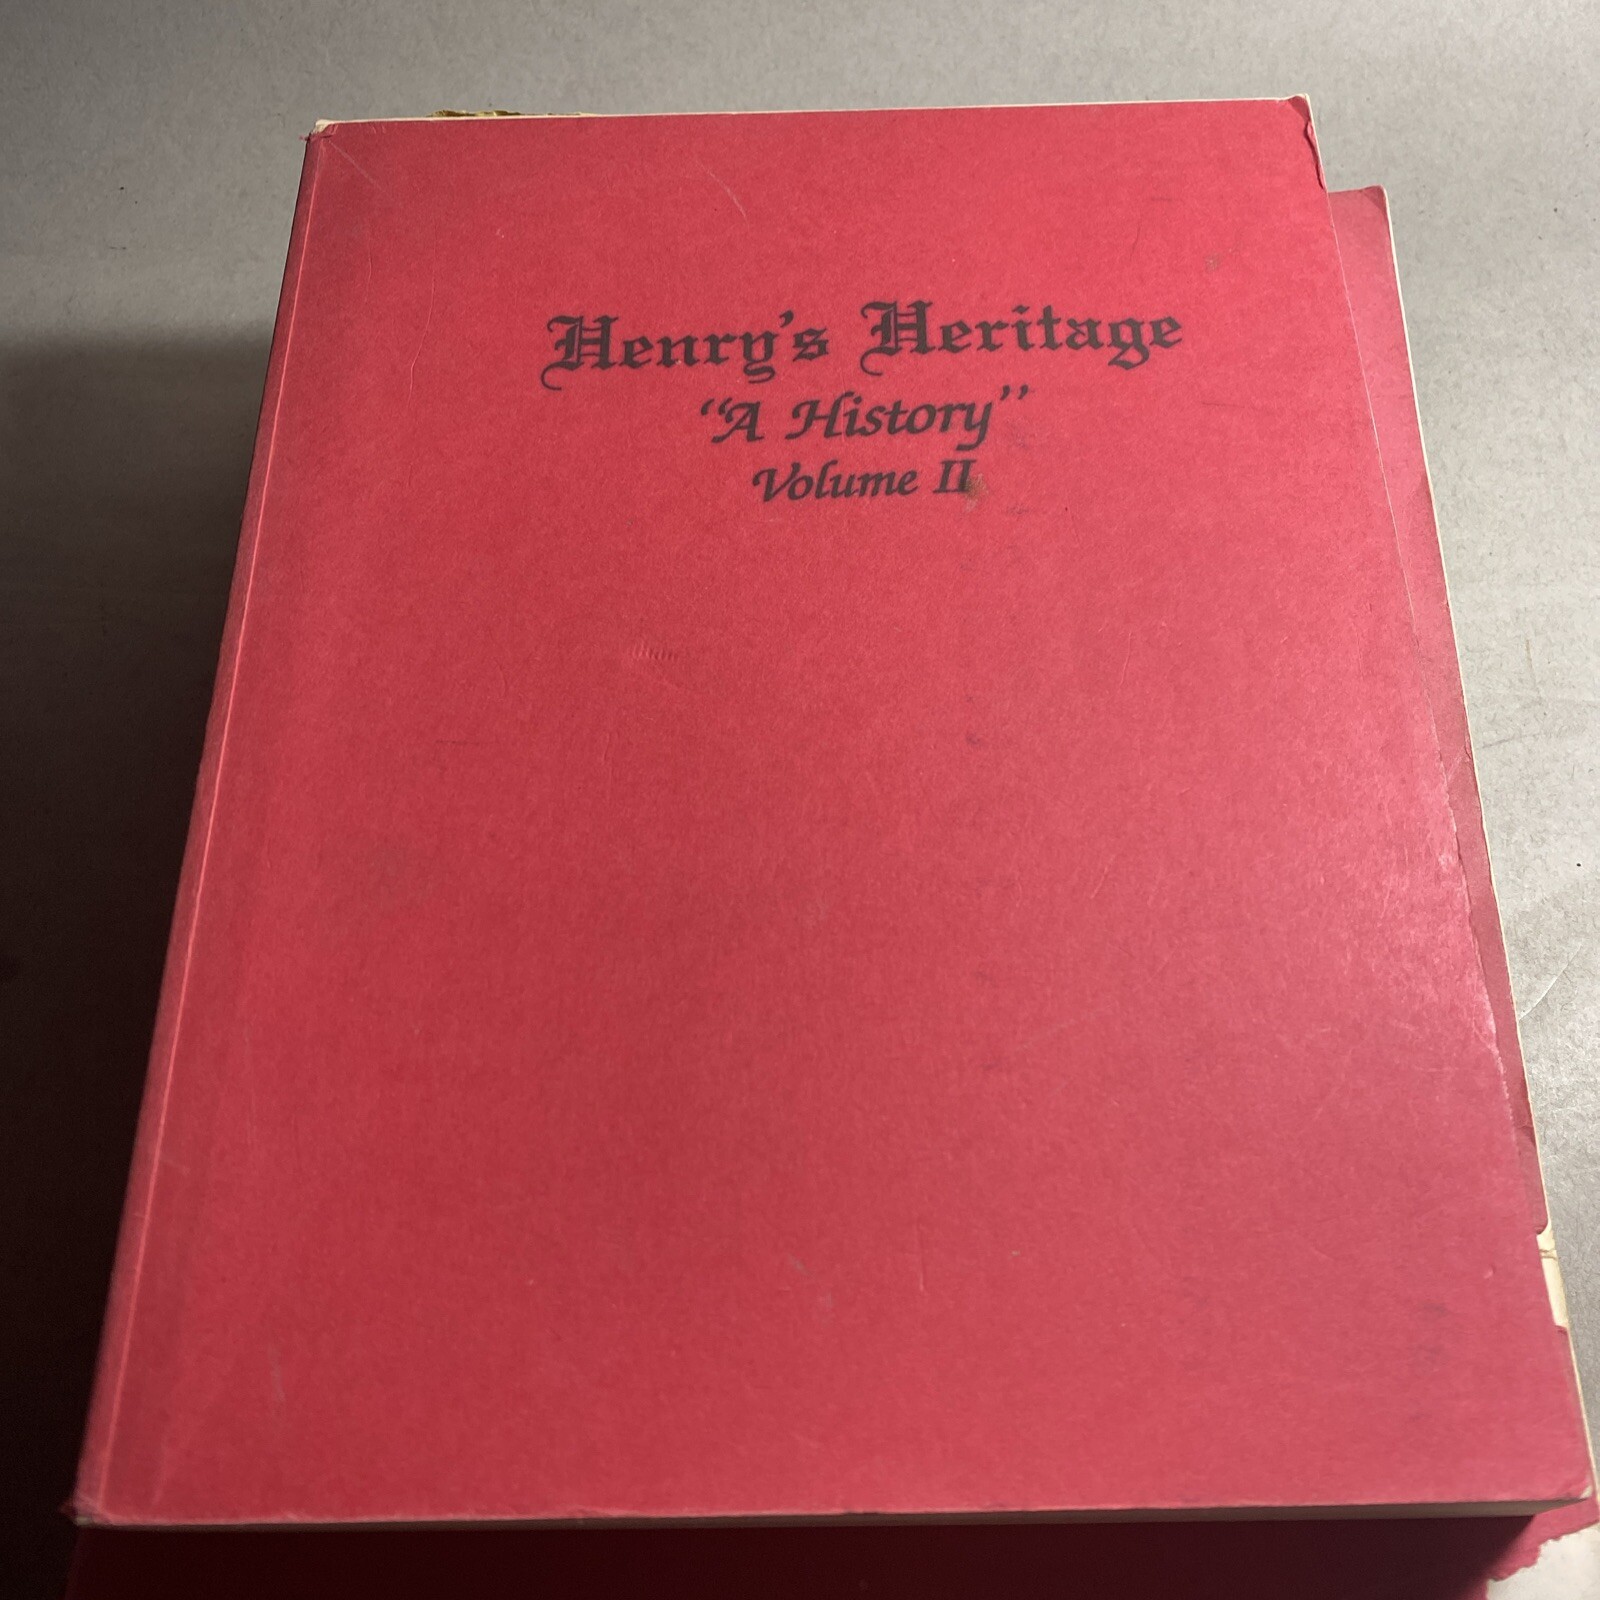 Henry's Heritage
“A History”
Volume II